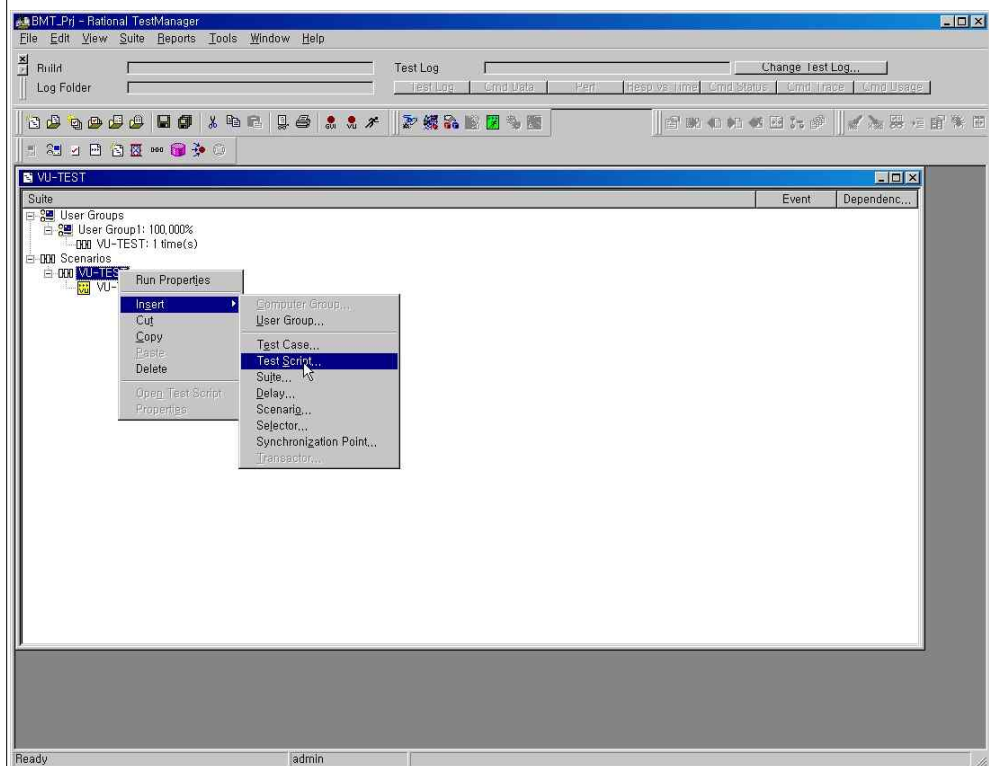 BMT_Prj - Rational TestManager
File Edit View Suite Reports Tools Window Help
Build
Test Log
Change Test Log...
Log Folder
Test Log Cmd Data Perf. Resp vs Time Cmd Status Cmd Trace Cmd Usage
VU-TEST
Suite Event Dependenc...
User Groups
User Group1: 100,000%
VU-TEST: 1 time(s)
Scenarios
VU-TES
VU-
Run Properties
Insert
Cut
Copy
Paste
Delete
Open Test Script
Properties
Computer Group...
User Group...
Test Case...
Test Script...
Suite...
Delay...
Scenario...
Selector...
Synchronization Point...
Transactor...
Ready admin